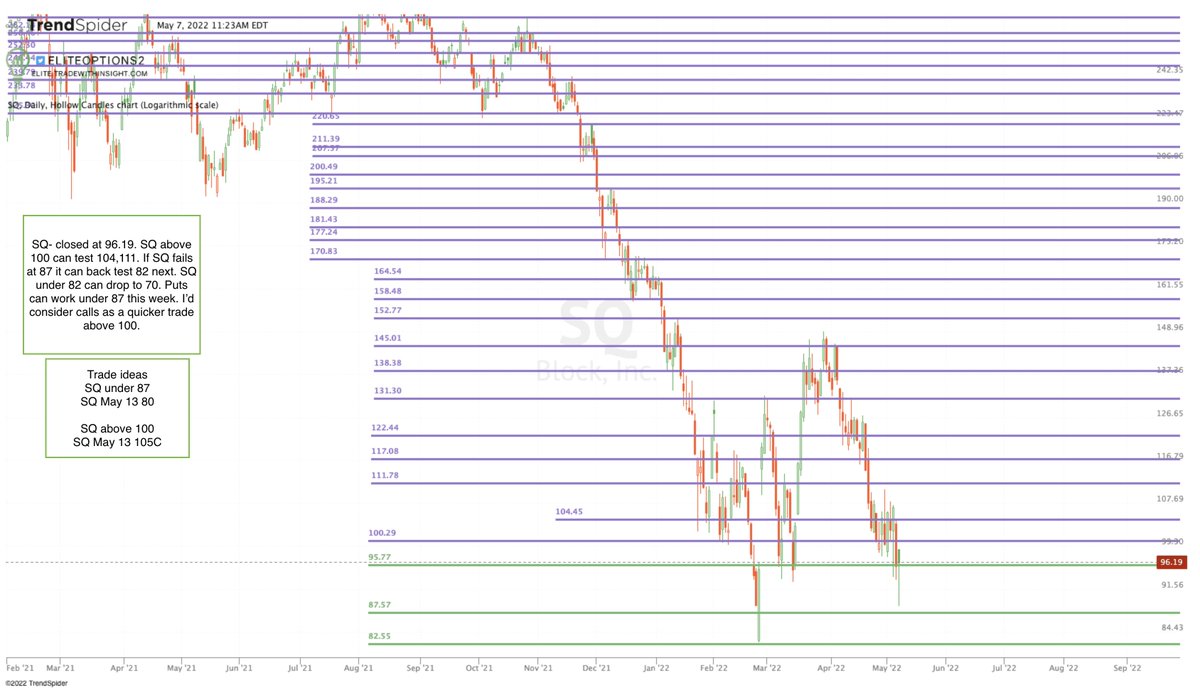 TrendSpider
May 7, 2022 11:23AM EDT
ELITEOPTIONS2
ELITE.TRADEWITHINSIGHT.COM
SQ, Daily, Hollow Candles chart (Logarithmic scale)
252.30
233.78
220.65
211.39
207.37
200.49
195.21
188.29
181.43
177.24
170.83
164.54
158.48
152.77
145.01
138.38
131.30
122.44
117.08
111.78
104.45
100.29
95.77
87.57
82.55
SQ- closed at 96.19. SQ above
100 can test 104,111. If SQ fails
at 87 it can back test 82 next. SQ
under 82 can drop to 70. Puts
can work under 87 this week. I'd
consider calls as a quicker trade
above 100.
Trade ideas
SQ under 87
SQ May 13 80
SQ above 100
SQ May 13 105C
SQ
Block, Inc.
242.35
223.47
206.06
190.00
175.20
161.55
148.96
137.36
126.65
116.79
107.69
99.90
96.19
91.56
84.43
Feb '21 Mar '21 Apr '21 May '21 Jun '21 Jul '21 Aug '21 Sep '21 Oct '21 Nov '21 Dec '21 Jan '22 Feb '22 Mar '22 Apr '22 May '22 Jun '22 Jul '22 Aug '22 Sep '22
©2022 TrendSpider